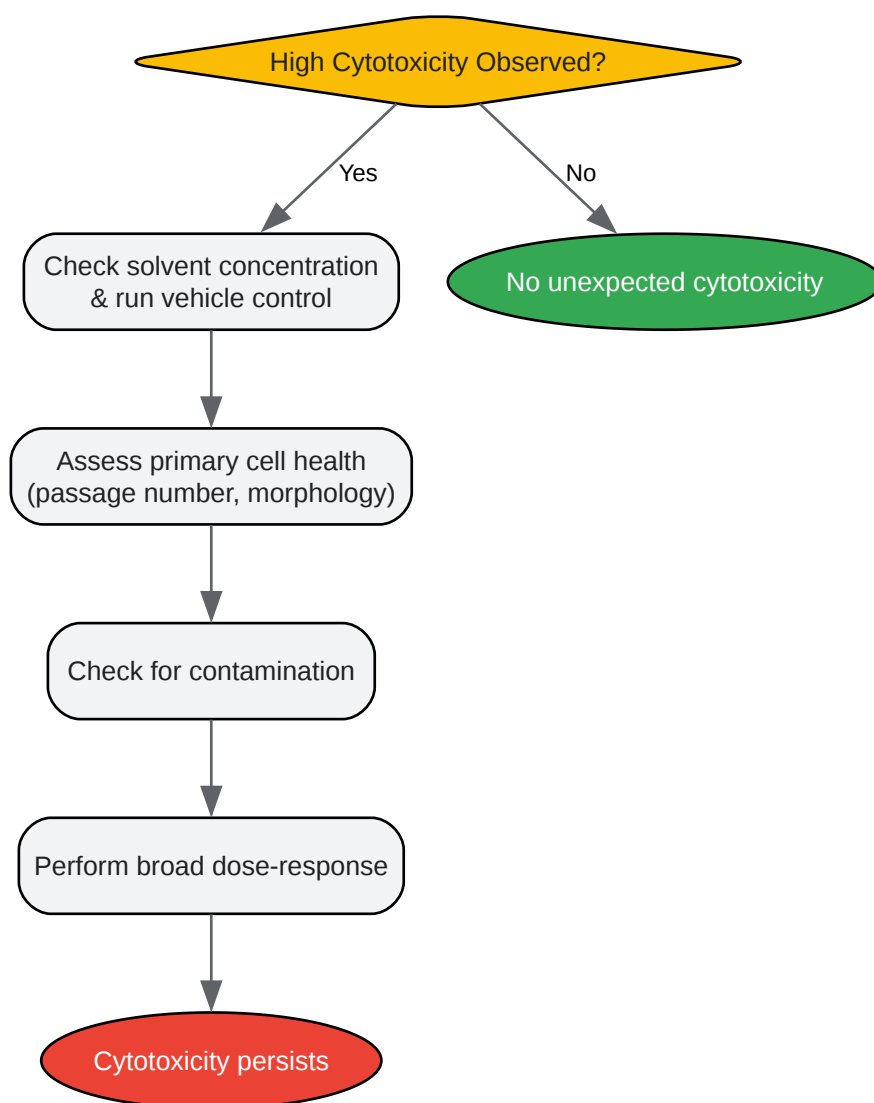 High Cytotoxicity Observed?
Yes
No
Check solvent concentration
& run vehicle control
No unexpected cytotoxicity
Assess primary cell health
(passage number, morphology)
Check for contamination
Perform broad dose-response
Cytotoxicity persists